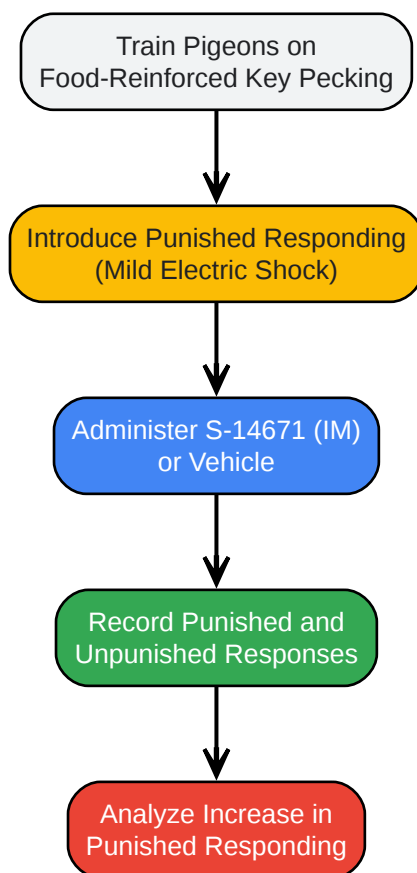 Train Pigeons on
Food-Reinforced Key Pecking
Introduce Punished Responding
(Mild Electric Shock)
Administer S-14671 (IM)
or Vehicle
Record Punished and
Unpunished Responses
Analyze Increase in
Punished Responding